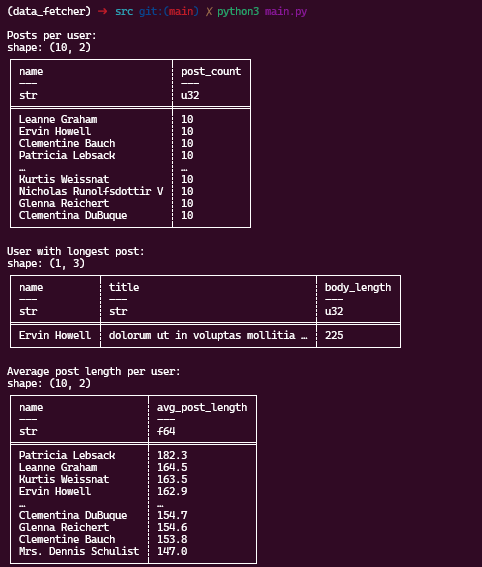 (data_fetcher) → src git:(main) ✗ python3 main.py
Posts per user:
shape: (10, 2)
name post_count
--- ---
str u32
Leanne Graham 10
Ervin Howell 10
Clementine Bauch 10
Patricia Lebsack 10
… …
Kurtis Weissnat 10
Nicholas Runolfsdottir V 10
Glenna Reichert 10
Clementina DuBuque 10
User with longest post:
shape: (1, 3)
name title body_length
--- --- ---
str str u32
Ervin Howell dolorum ut in voluptas mollitia … 225
Average post length per user:
shape: (10, 2)
name avg_post_length
--- ---
str f64
Patricia Lebsack 182.3
Leanne Graham 164.5
Kurtis Weissnat 163.5
Ervin Howell 162.9
… …
Clementina DuBuque 154.7
Glenna Reichert 154.6
Clementine Bauch 153.8
Mrs. Dennis Schulist 147.0